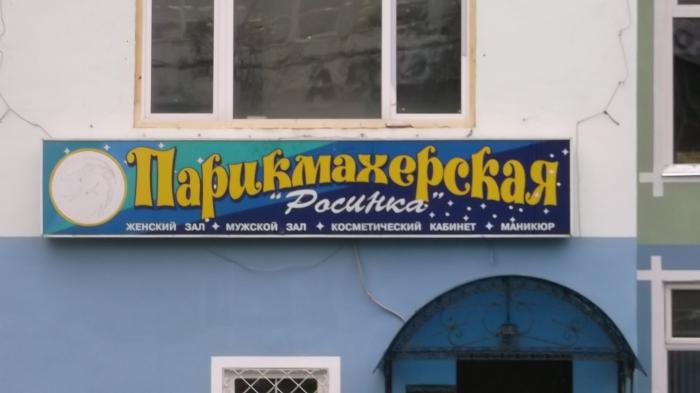 Парикмахерская
"Росинка"
ЖЕНСКИЙ ЗАЛ ✦ МУЖСКОЙ ЗАЛ ✦ КОСМЕТИЧЕСКИЙ КАБИНЕТ ✦ МАНИКЮР